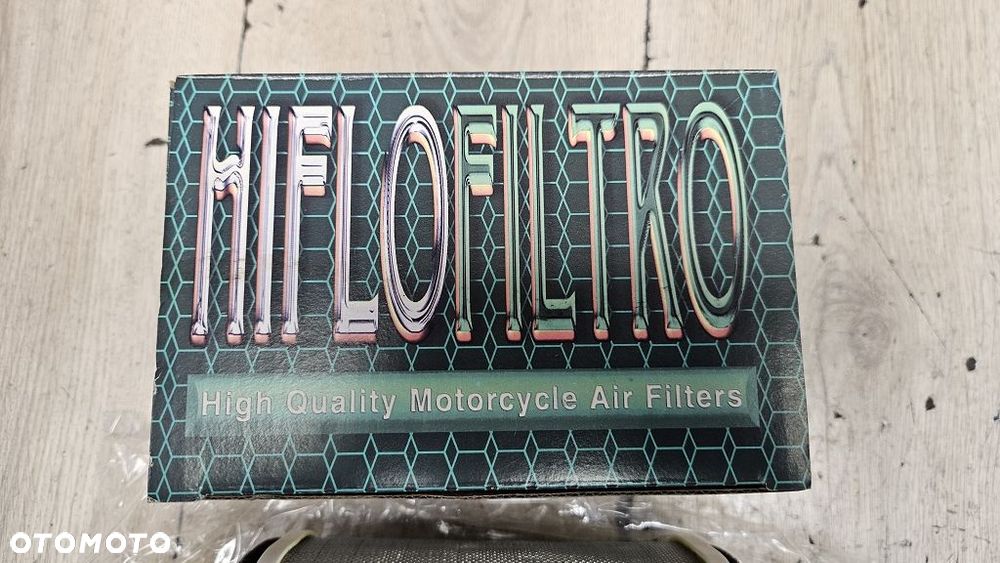 HIFLOFILTRO
High Quality Motorcycle Air Filters
OTOMOTO